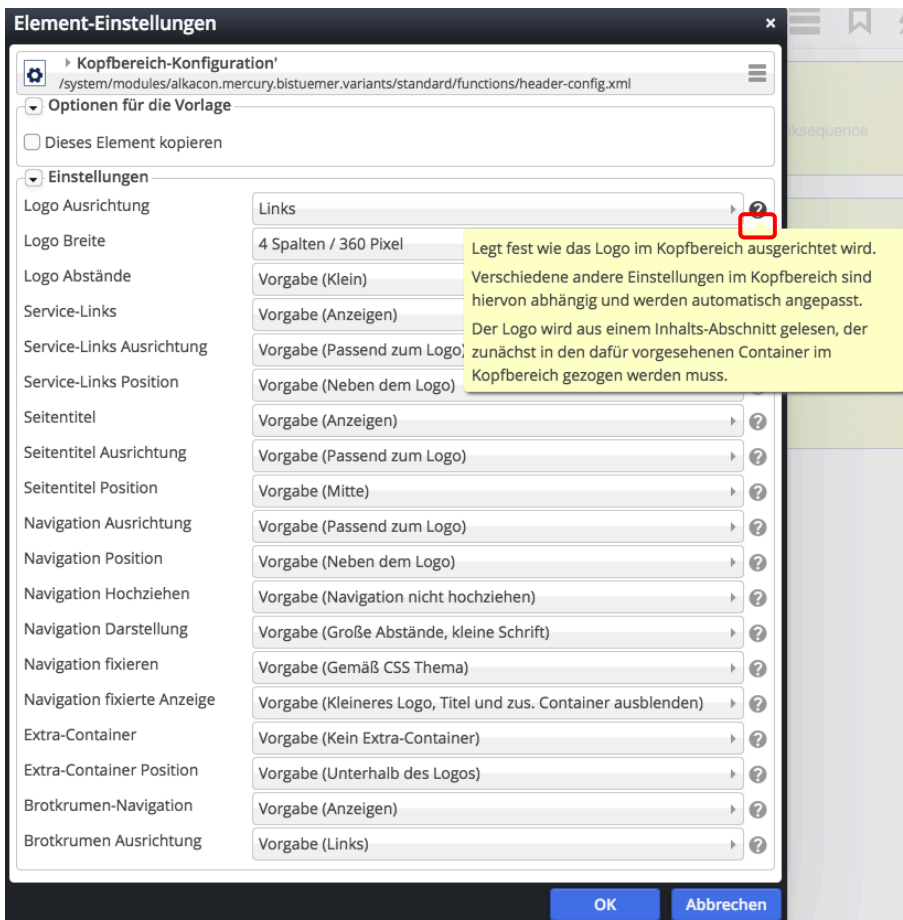 Element-Einstellungen
Kopfbereich-Konfiguration'
/system/modules/alkacon.mercury.bistuemer.variants/standard/functions/header-config.xml
Optionen für die Vorlage
Dieses Element kopieren
Einstellungen
Logo Ausrichtung
Links
Logo Breite
4 Spalten / 360 Pixel
Logo Abstände
Vorgabe (Klein)
Service-Links
Vorgabe (Anzeigen)
Service-Links Ausrichtung
Vorgabe (Passend zum Logo)
Service-Links Position
Vorgabe (Neben dem Logo)
Legt fest wie das Logo im Kopfbereich ausgerichtet wird.
Verschiedene andere Einstellungen im Kopfbereich sind
hiervon abhängig und werden automatisch angepasst.
Der Logo wird aus einem Inhalts-Abschnitt gelesen, der
zunächst in den dafür vorgesehenen Container im
Kopfbereich gezogen werden muss.
Seitentitel
Vorgabe (Anzeigen)
Seitentitel Ausrichtung
Vorgabe (Passend zum Logo)
Seitentitel Position
Vorgabe (Mitte)
Navigation Ausrichtung
Vorgabe (Passend zum Logo)
Navigation Position
Vorgabe (Neben dem Logo)
Navigation Hochziehen
Vorgabe (Navigation nicht hochziehen)
Navigation Darstellung
Vorgabe (Große Abstände, kleine Schrift)
Navigation fixieren
Vorgabe (Gemäß CSS Thema)
Navigation fixierte Anzeige
Vorgabe (Kleineres Logo, Titel und zus. Container ausblenden)
Extra-Container
Vorgabe (Kein Extra-Container)
Extra-Container Position
Vorgabe (Unterhalb des Logos)
Brotkrumen-Navigation
Vorgabe (Anzeigen)
Brotkrumen Ausrichtung
Vorgabe (Links)
OK
Abbrechen